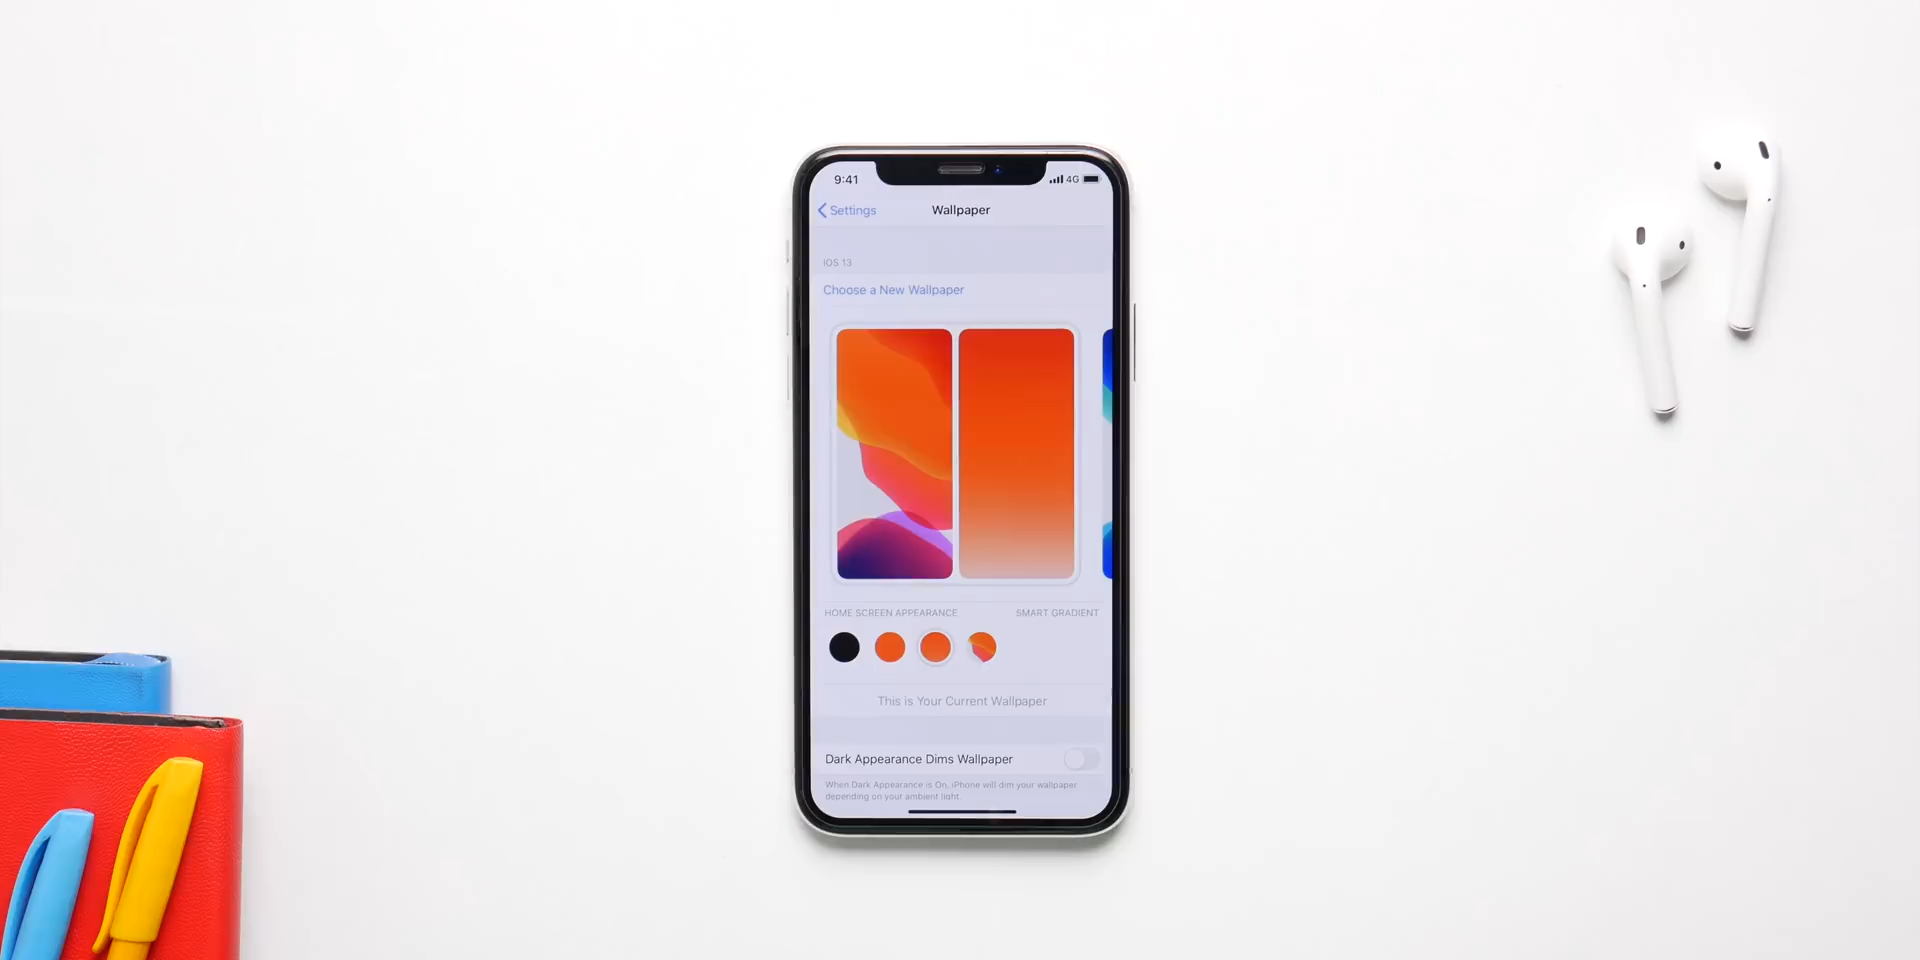 9:41
4G
Settings
Wallpaper
IOS 13
Choose a New Wallpaper
HOME SCREEN APPEARANCE
SMART GRADIENT
This is Your Current Wallpaper
Dark Appearance Dims Wallpaper
When Dark Appearance is On, iPhone will dim your wallpaper
depending on your ambient light.